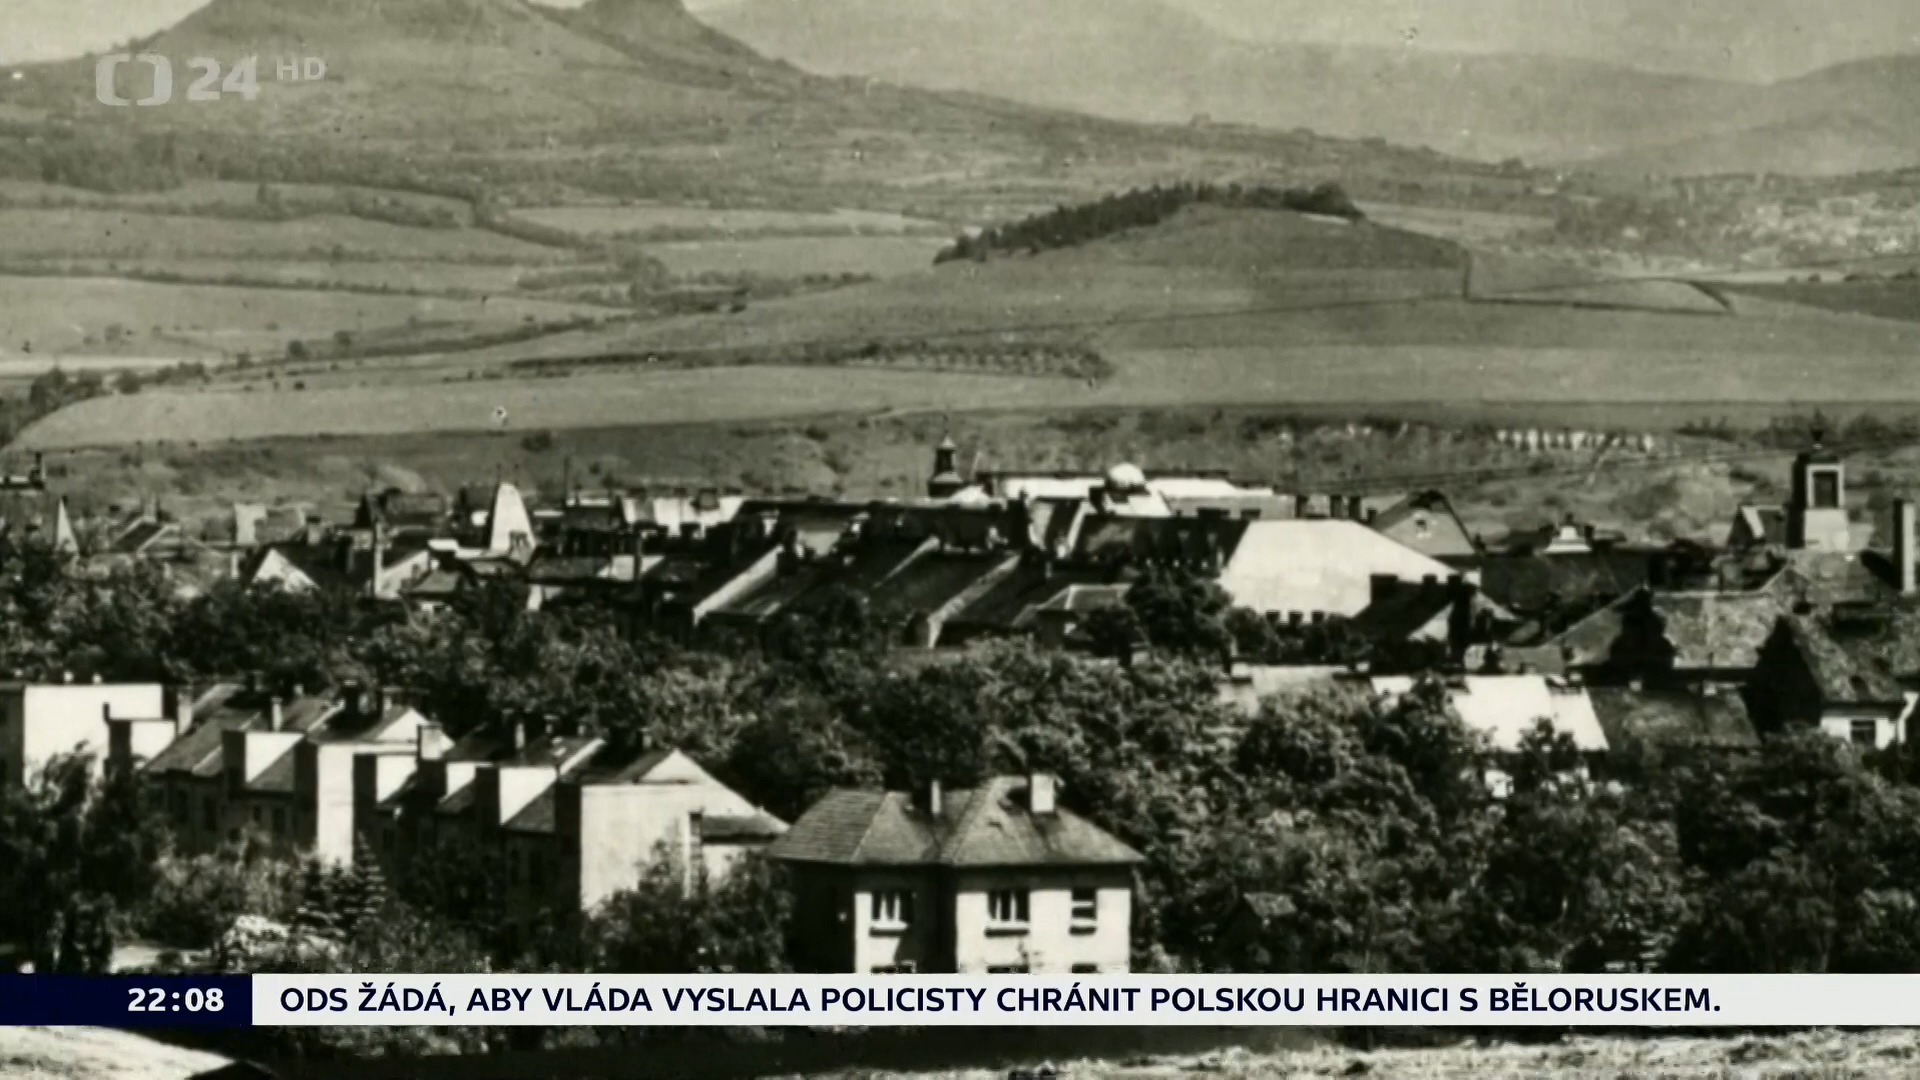 24 HD
22:08 ODS ŽÁDÁ, ABY VLÁDA VYSLALA POLICISTY CHRÁNIT POLSKOU HRANICI S BĚLORUSKEM.